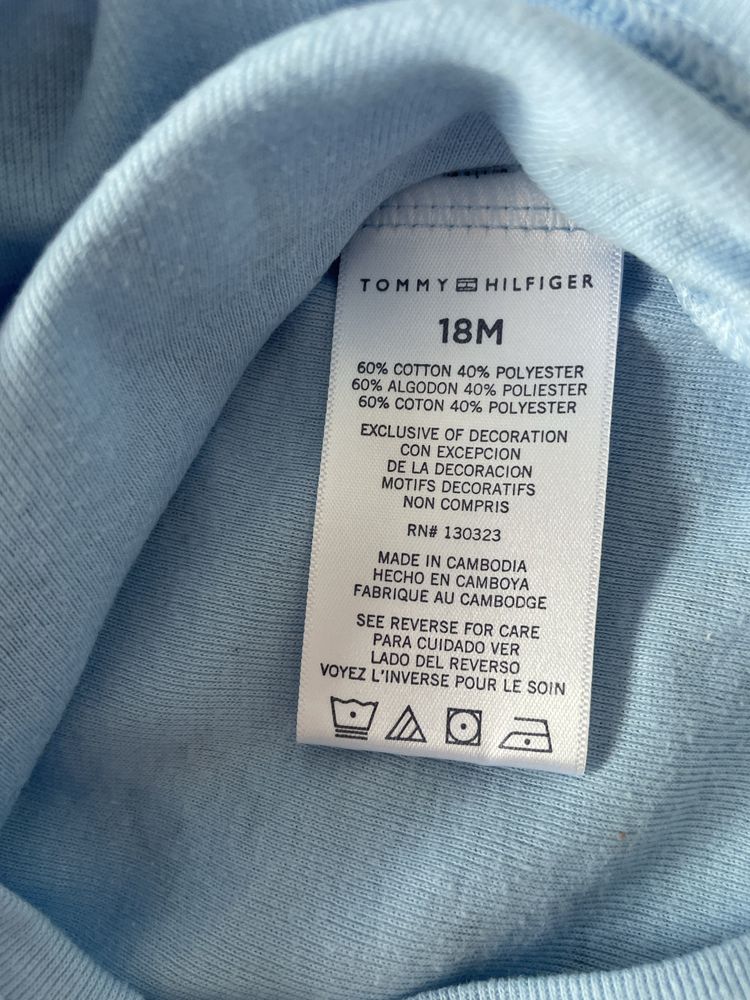 TOMMY HILFIGER
18M
60% COTTON 40% POLYESTER
60% ALGODON 40% POLIESTER
60% COTON 40% POLYESTER
EXCLUSIVE OF DECORATION
CON EXCEPCION
DE LA DECORACION
MOTIFS DECORATIFS
NON COMPRIS
RN# 130323
MADE IN CAMBODIA
HECHO EN CAMBOYA
FABRIQUE AU CAMBODGE
SEE REVERSE FOR CARE
PARA CUIDADO VER
LADO DEL REVERSO
VOYEZ L'INVERSE POUR LE SOIN